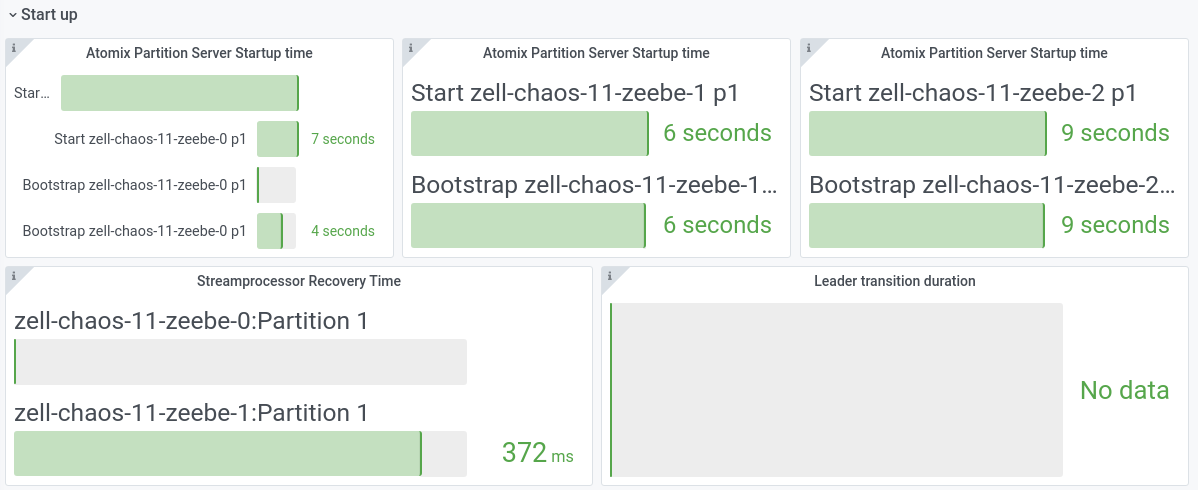 Start up
Atomix Partition Server Startup time
Star…
Start zell-chaos-11-zeebe-0 p1
7 seconds
Bootstrap zell-chaos-11-zeebe-0 p1
Bootstrap zell-chaos-11-zeebe-0 p1
4 seconds
Atomix Partition Server Startup time
Start zell-chaos-11-zeebe-1 p1
6 seconds
Bootstrap zell-chaos-11-zeebe-1…
6 seconds
Atomix Partition Server Startup time
Start zell-chaos-11-zeebe-2 p1
9 seconds
Bootstrap zell-chaos-11-zeebe-2…
9 seconds
Streamprocessor Recovery Time
zell-chaos-11-zeebe-0:Partition 1
zell-chaos-11-zeebe-1:Partition 1
372 ms
Leader transition duration
No data